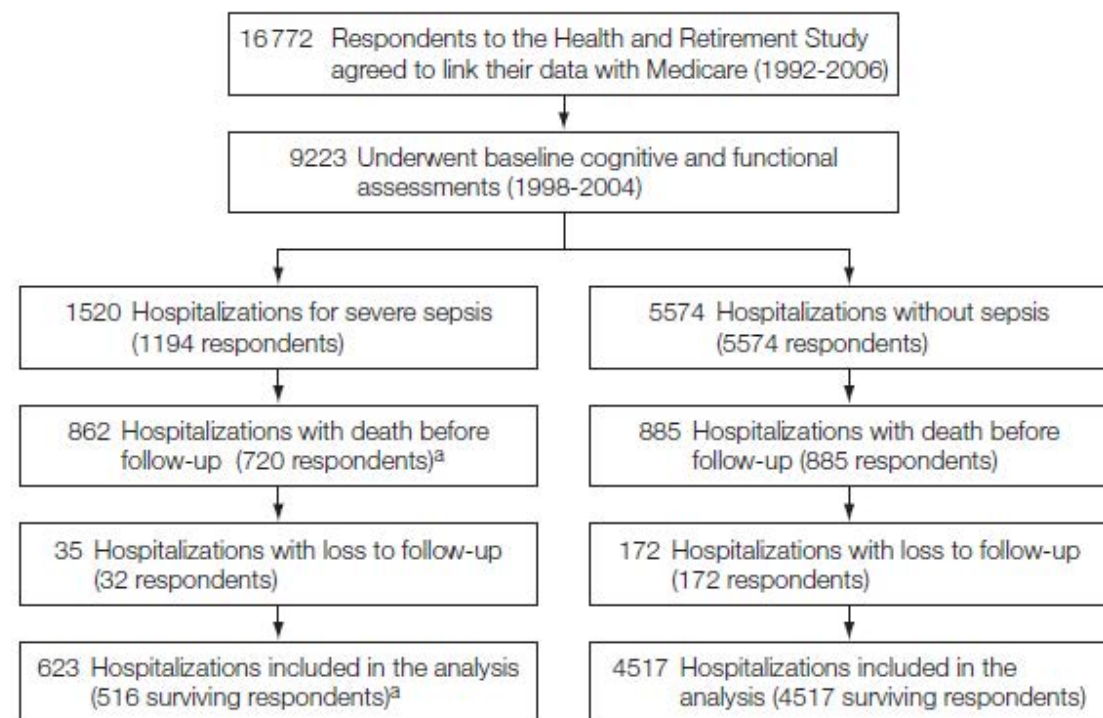 16772 Respondents to the Health and Retirement Study
agreed to link their data with Medicare (1992-2006)
9223 Underwent baseline cognitive and functional
assessments (1998-2004)
1520 Hospitalizations for severe sepsis
(1194 respondents)
862 Hospitalizations with death before
follow-up (720 respondents)a
35 Hospitalizations with loss to follow-up
(32 respondents)
623 Hospitalizations included in the analysis
(516 surviving respondents)a
5574 Hospitalizations without sepsis
(5574 respondents)
885 Hospitalizations with death before
follow-up (885 respondents)
172 Hospitalizations with loss to follow-up
(172 respondents)
4517 Hospitalizations included in the
analysis (4517 surviving respondents)